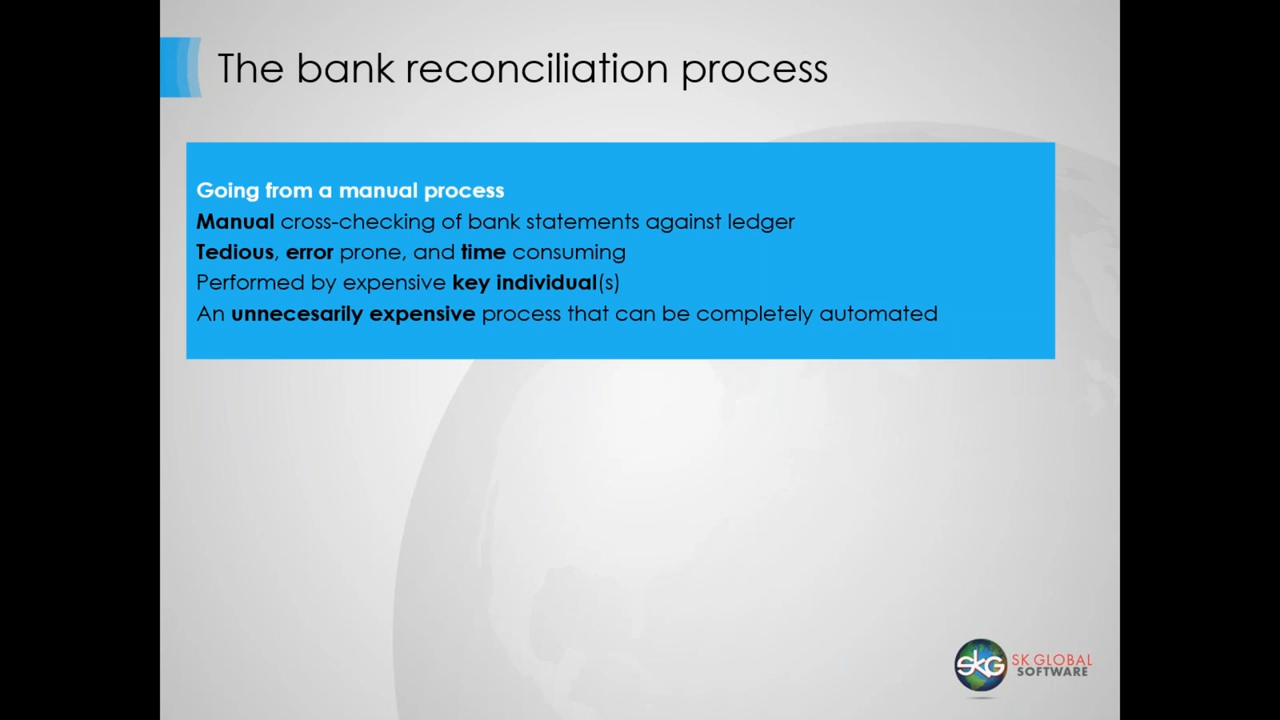 The bank reconciliation process
Going from a manual process
Manual cross-checking of bank statements against ledger
Tedious, error prone, and time consuming
Performed by expensive key individual(s)
An unnecesarily expensive process that can be completely automated
skG SK GLOBAL
SOFTWARE